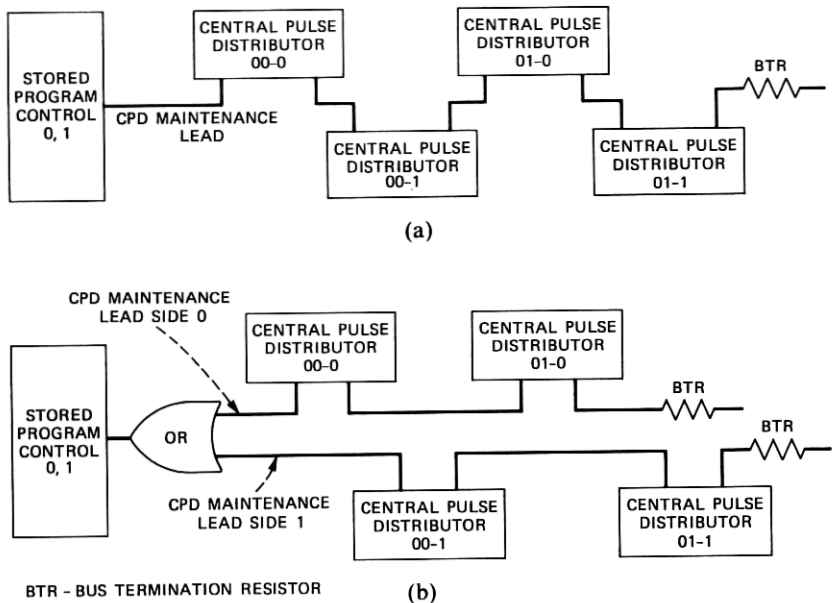 STORED
PROGRAM
CONTROL
0, 1
CPD MAINTENANCE
LEAD
CENTRAL PULSE
DISTRIBUTOR
00-0
CENTRAL PULSE
DISTRIBUTOR
00-1
CENTRAL PULSE
DISTRIBUTOR
01-0
CENTRAL PULSE
DISTRIBUTOR
01-1
BTR
(a)
CPD MAINTENANCE
LEAD SIDE 0
STORED
PROGRAM
CONTROL
0, 1
OR
CENTRAL PULSE
DISTRIBUTOR
00-0
CENTRAL PULSE
DISTRIBUTOR
01-0
BTR
BTR
CPD MAINTENANCE
LEAD SIDE 1
CENTRAL PULSE
DISTRIBUTOR
00-1
CENTRAL PULSE
DISTRIBUTOR
01-1
BTR – BUS TERMINATION RESISTOR
(b)